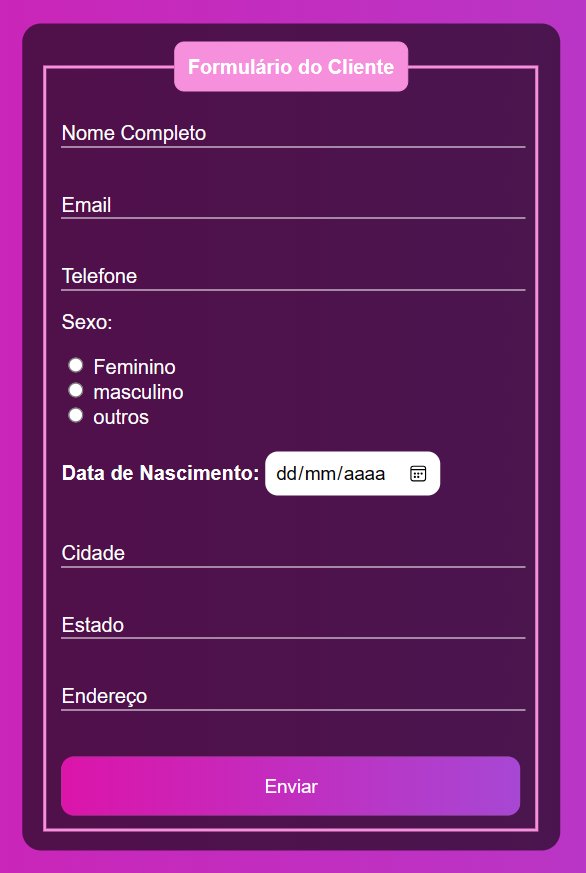 Formulário do Cliente
Nome Completo
Email
Telefone
Sexo:
Feminino
masculino
outros
Data de Nascimento: dd/mm/aaaa
Cidade
Estado
Endereço
Enviar